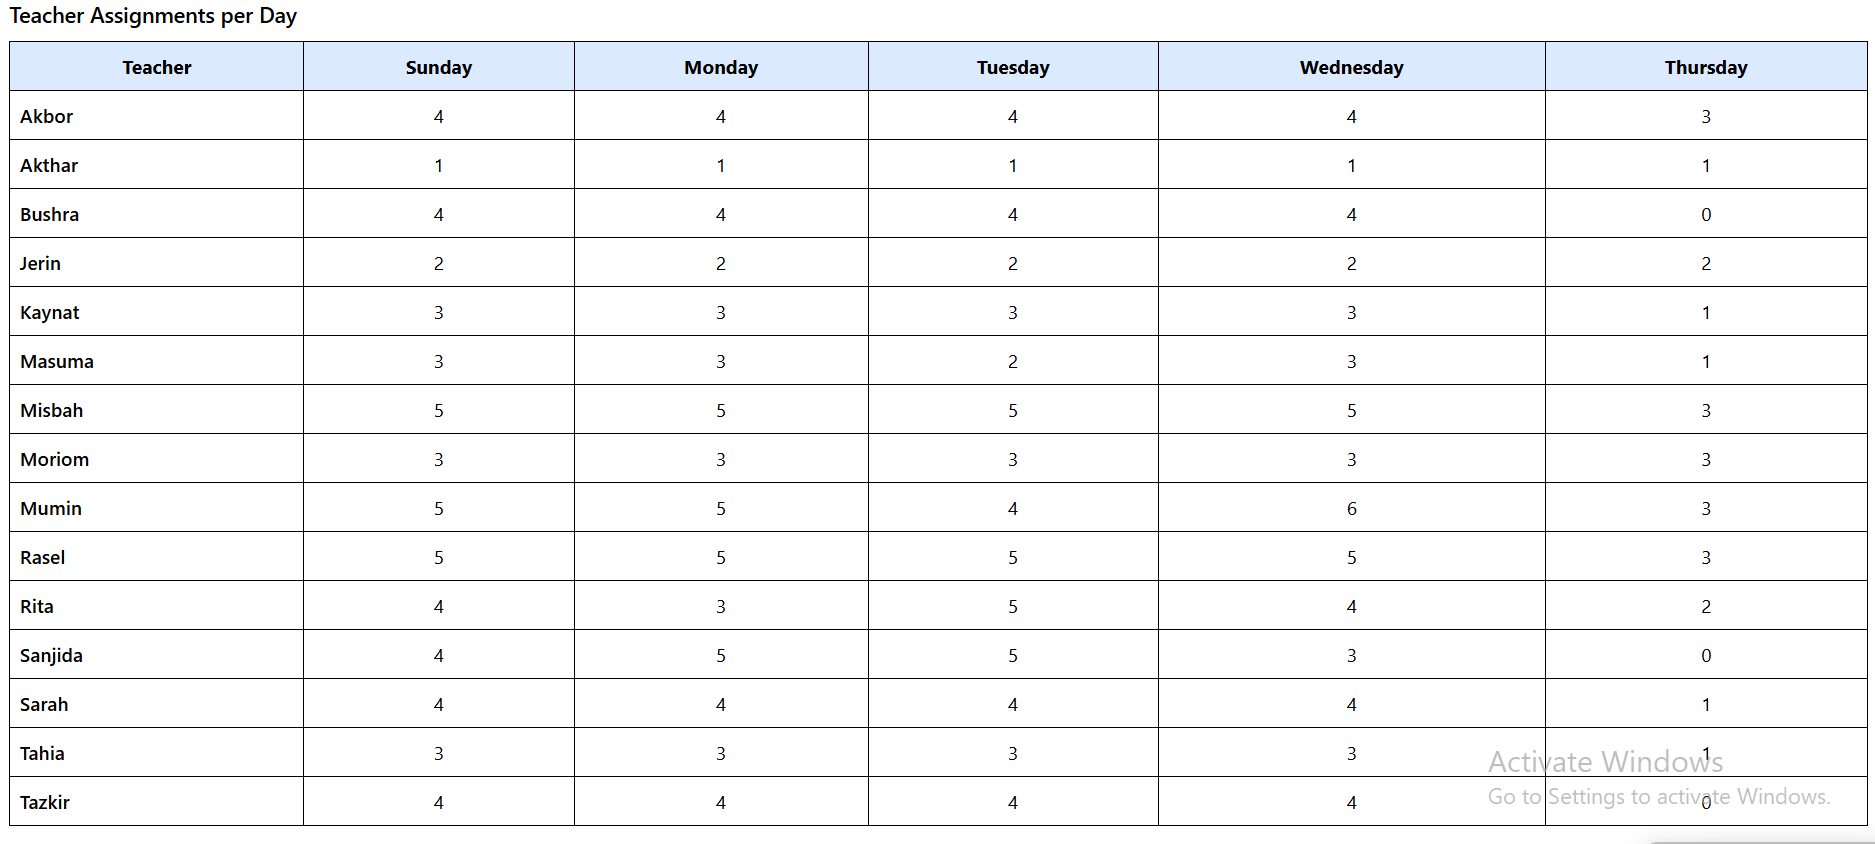 Teacher Assignments per Day
Teacher Sunday Monday Tuesday Wednesday Thursday
Akbor 4 4 4 4 3
Akthar 1 1 1 1 1
Bushra 4 4 4 4 0
Jerin 2 2 2 2 2
Kaynat 3 3 3 3 1
Masuma 3 3 2 3 1
Misbah 5 5 5 5 3
Moriom 3 3 3 3 3
Mumin 5 5 4 6 3
Rasel 5 5 5 5 3
Rita 4 3 5 4 2
Sanjida 4 5 5 3 0
Sarah 4 4 4 4 1
Tahia 3 3 3 3 1
Tazkir 4 4 4 4 0
Activate Windows
Go to Settings to activate Windows.